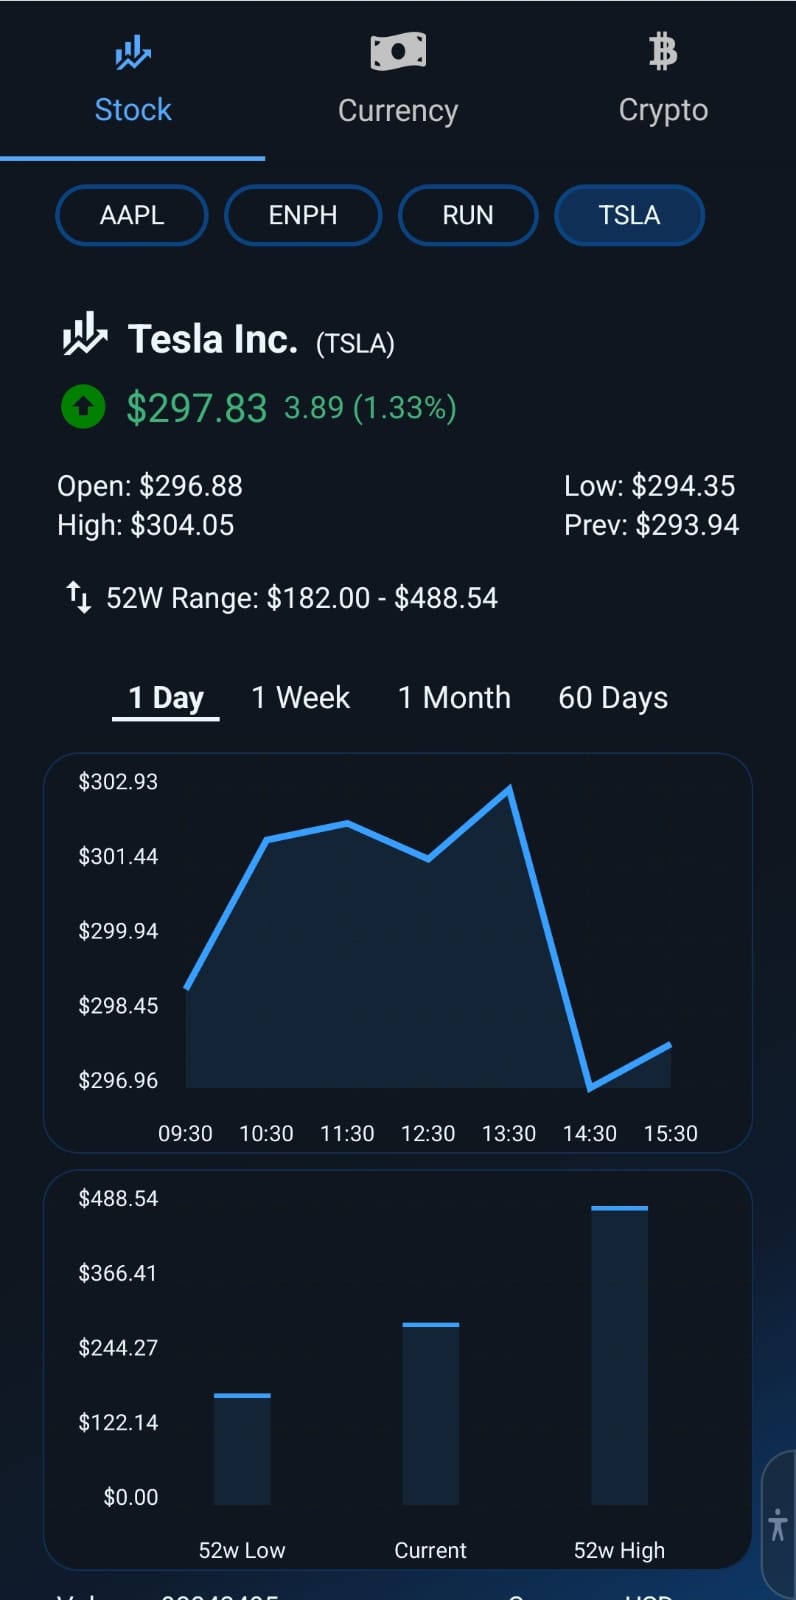 Stock Currency Crypto
AAPL ENPH RUN TSLA
Tesla Inc. (TSLA)
$297.83 3.89 (1.33%)
Open: $296.88 Low: $294.35
High: $304.05 Prev: $293.94
52W Range: $182.00 - $488.54
1 Day 1 Week 1 Month 60 Days
$302.93
$301.44
$299.94
$298.45
$296.96
09:30 10:30 11:30 12:30 13:30 14:30 15:30
$488.54
$366.41
$244.27
$122.14
$0.00
52w Low Current 52w High